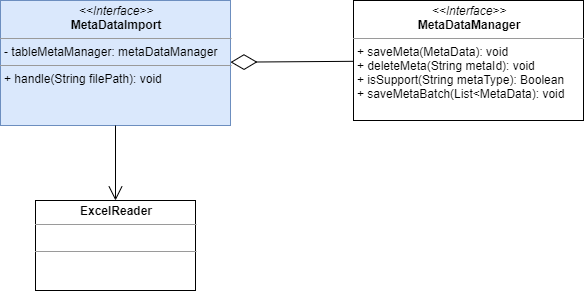 <<Interface>>
MetaDataImport
- tableMetaManager: metaDataManager
+ handle(String filePath): void
<<Interface>>
MetaDataManager
+ saveMeta(MetaData): void
+ deleteMeta(String metaId): void
+ isSupport(String metaType): Boolean
+ saveMetaBatch(List<MetaData): void
ExcelReader